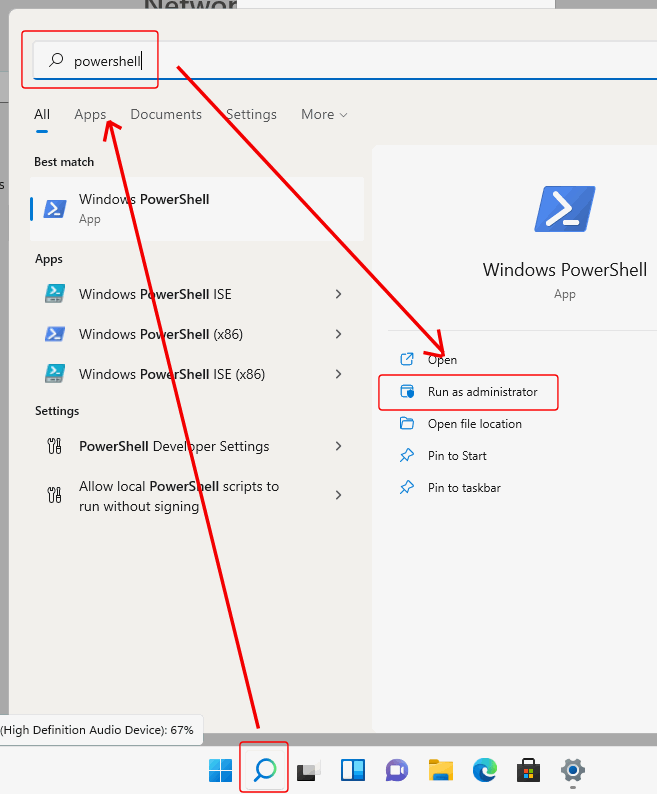 Networ
powershell
All Apps Documents Settings More
Best match
Windows PowerShell
App
Apps
Windows PowerShell ISE
Windows PowerShell (x86)
Windows PowerShell ISE (x86)
Settings
PowerShell Developer Settings
Allow local PowerShell scripts to
run without signing
Windows PowerShell
App
Open
Run as administrator
Open file location
Pin to Start
Pin to taskbar
(High Definition Audio Device): 67%